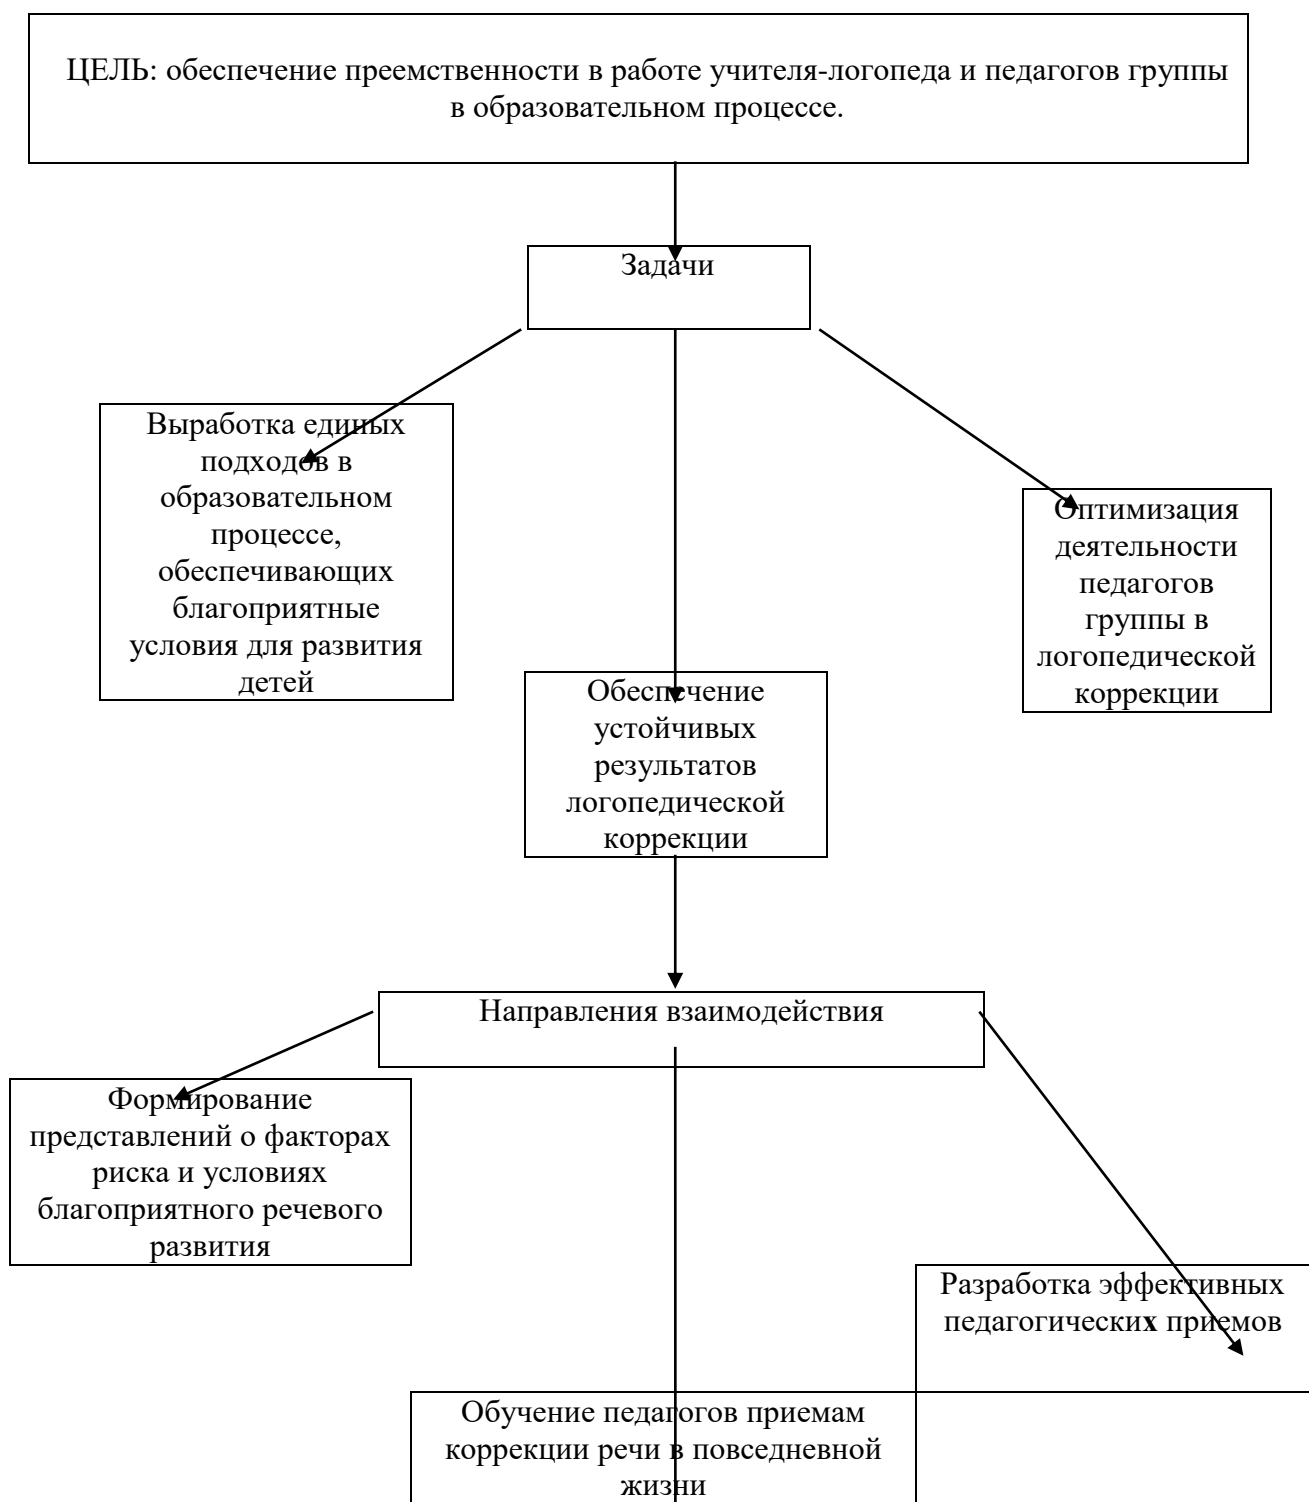 ЦЕЛЬ: обеспечение преемственности в работе учителя-логопеда и педагогов группы
в образовательном процессе.
Задачи
Выработка единых
подходов в
образовательном
процессе,
обеспечивающих
благоприятные
условия для развития
детей
Оптимизация
деятельности
педагогов
группы в
логопедической
коррекции
Обеспечение
устойчивых
результатов
логопедической
коррекции
Направления взаимодействия
Формирование
представлений о факторах
риска и условиях
благоприятного речевого
развития
Разработка эффективных
педагогических приемов
Обучение педагогов приемам
коррекции речи в повседневной
жизни